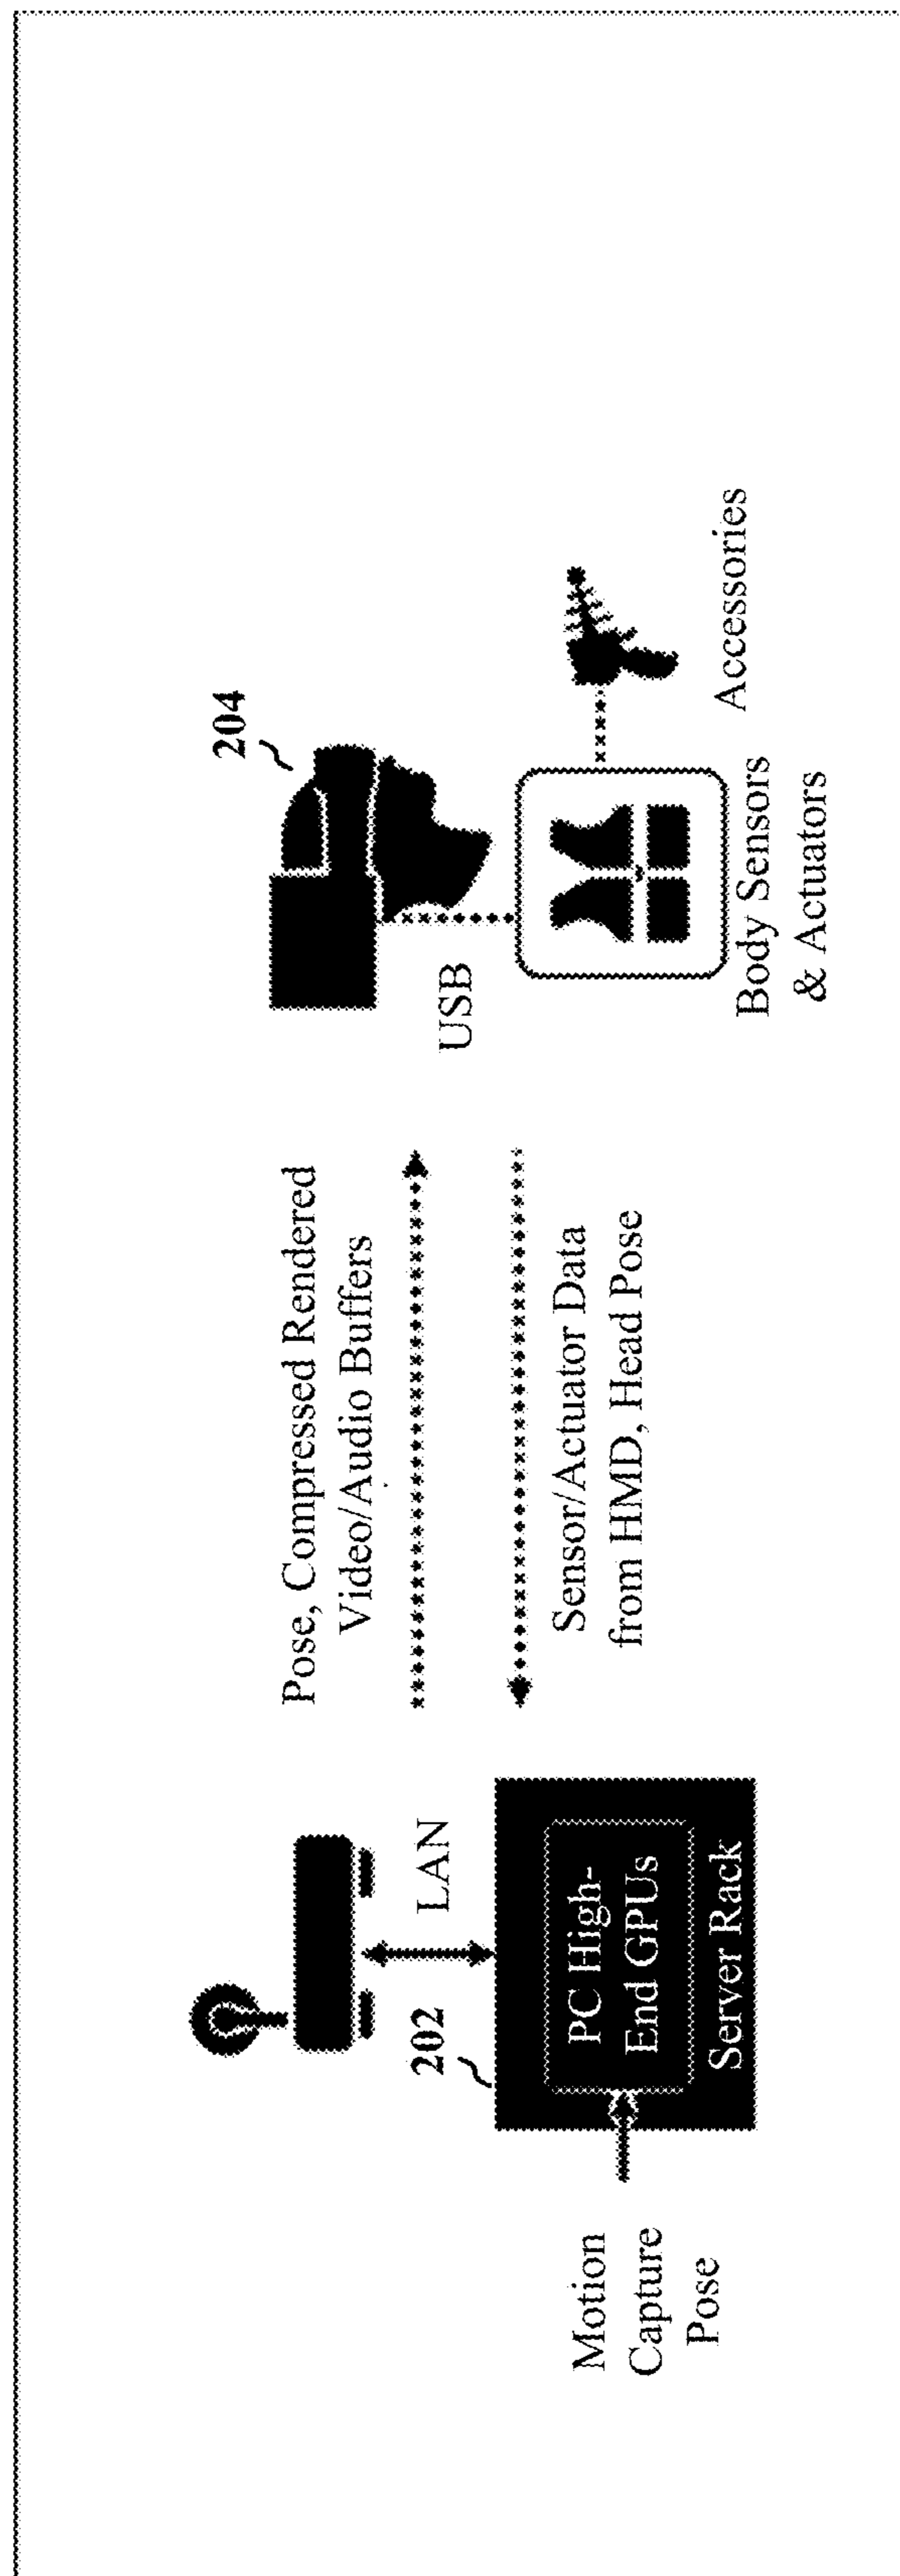 Motion
Capture
Pose
202
LAN
PC High-
End GPUs
Server Rack
Pose, Compressed Rendered
Video/Audio Buffers
Sensor/Actuator Data
from HMD, Head Pose
204
USB
Body Sensors
& Actuators
Accessories